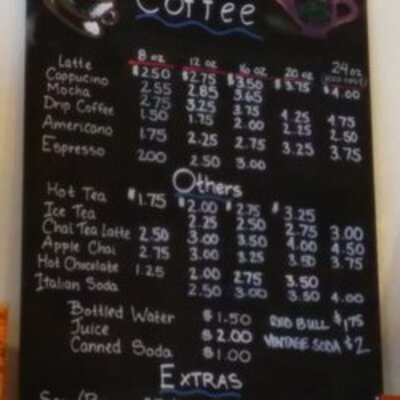 Coffee
8 oz 12 oz 16 oz 20 oz 24 oz
Latte $2.50 $2.75 $3.50 $3.75 $4.00
Cappucino 2.55 2.85 3.65
Mocha 2.75 3.25 3.75 4.25 4.75
Drip Coffee 1.50 1.75 2.00 2.25 2.50
Americano 1.75 2.25 2.75 3.25 3.75
Espresso 2.00 2.50 3.00
Others
Hot Tea $1.75 $2.00 $2.75 $3.25
Ice Tea 2.25 2.50 2.75 3.00
Chai Tea Latte 2.50 3.00 3.50 4.00 4.50
Apple Chai 2.75 3.00 3.50 3.50 3.75
Hot Chocolate 1.25 2.00 2.75 3.50
Italian Soda 2.50 3.00 3.50 4.00
Bottled Water $1.50 RED BULL $1.75
Juice $2.00 VINTAGE SODA $2
Canned Soda $1.00
EXTRAS